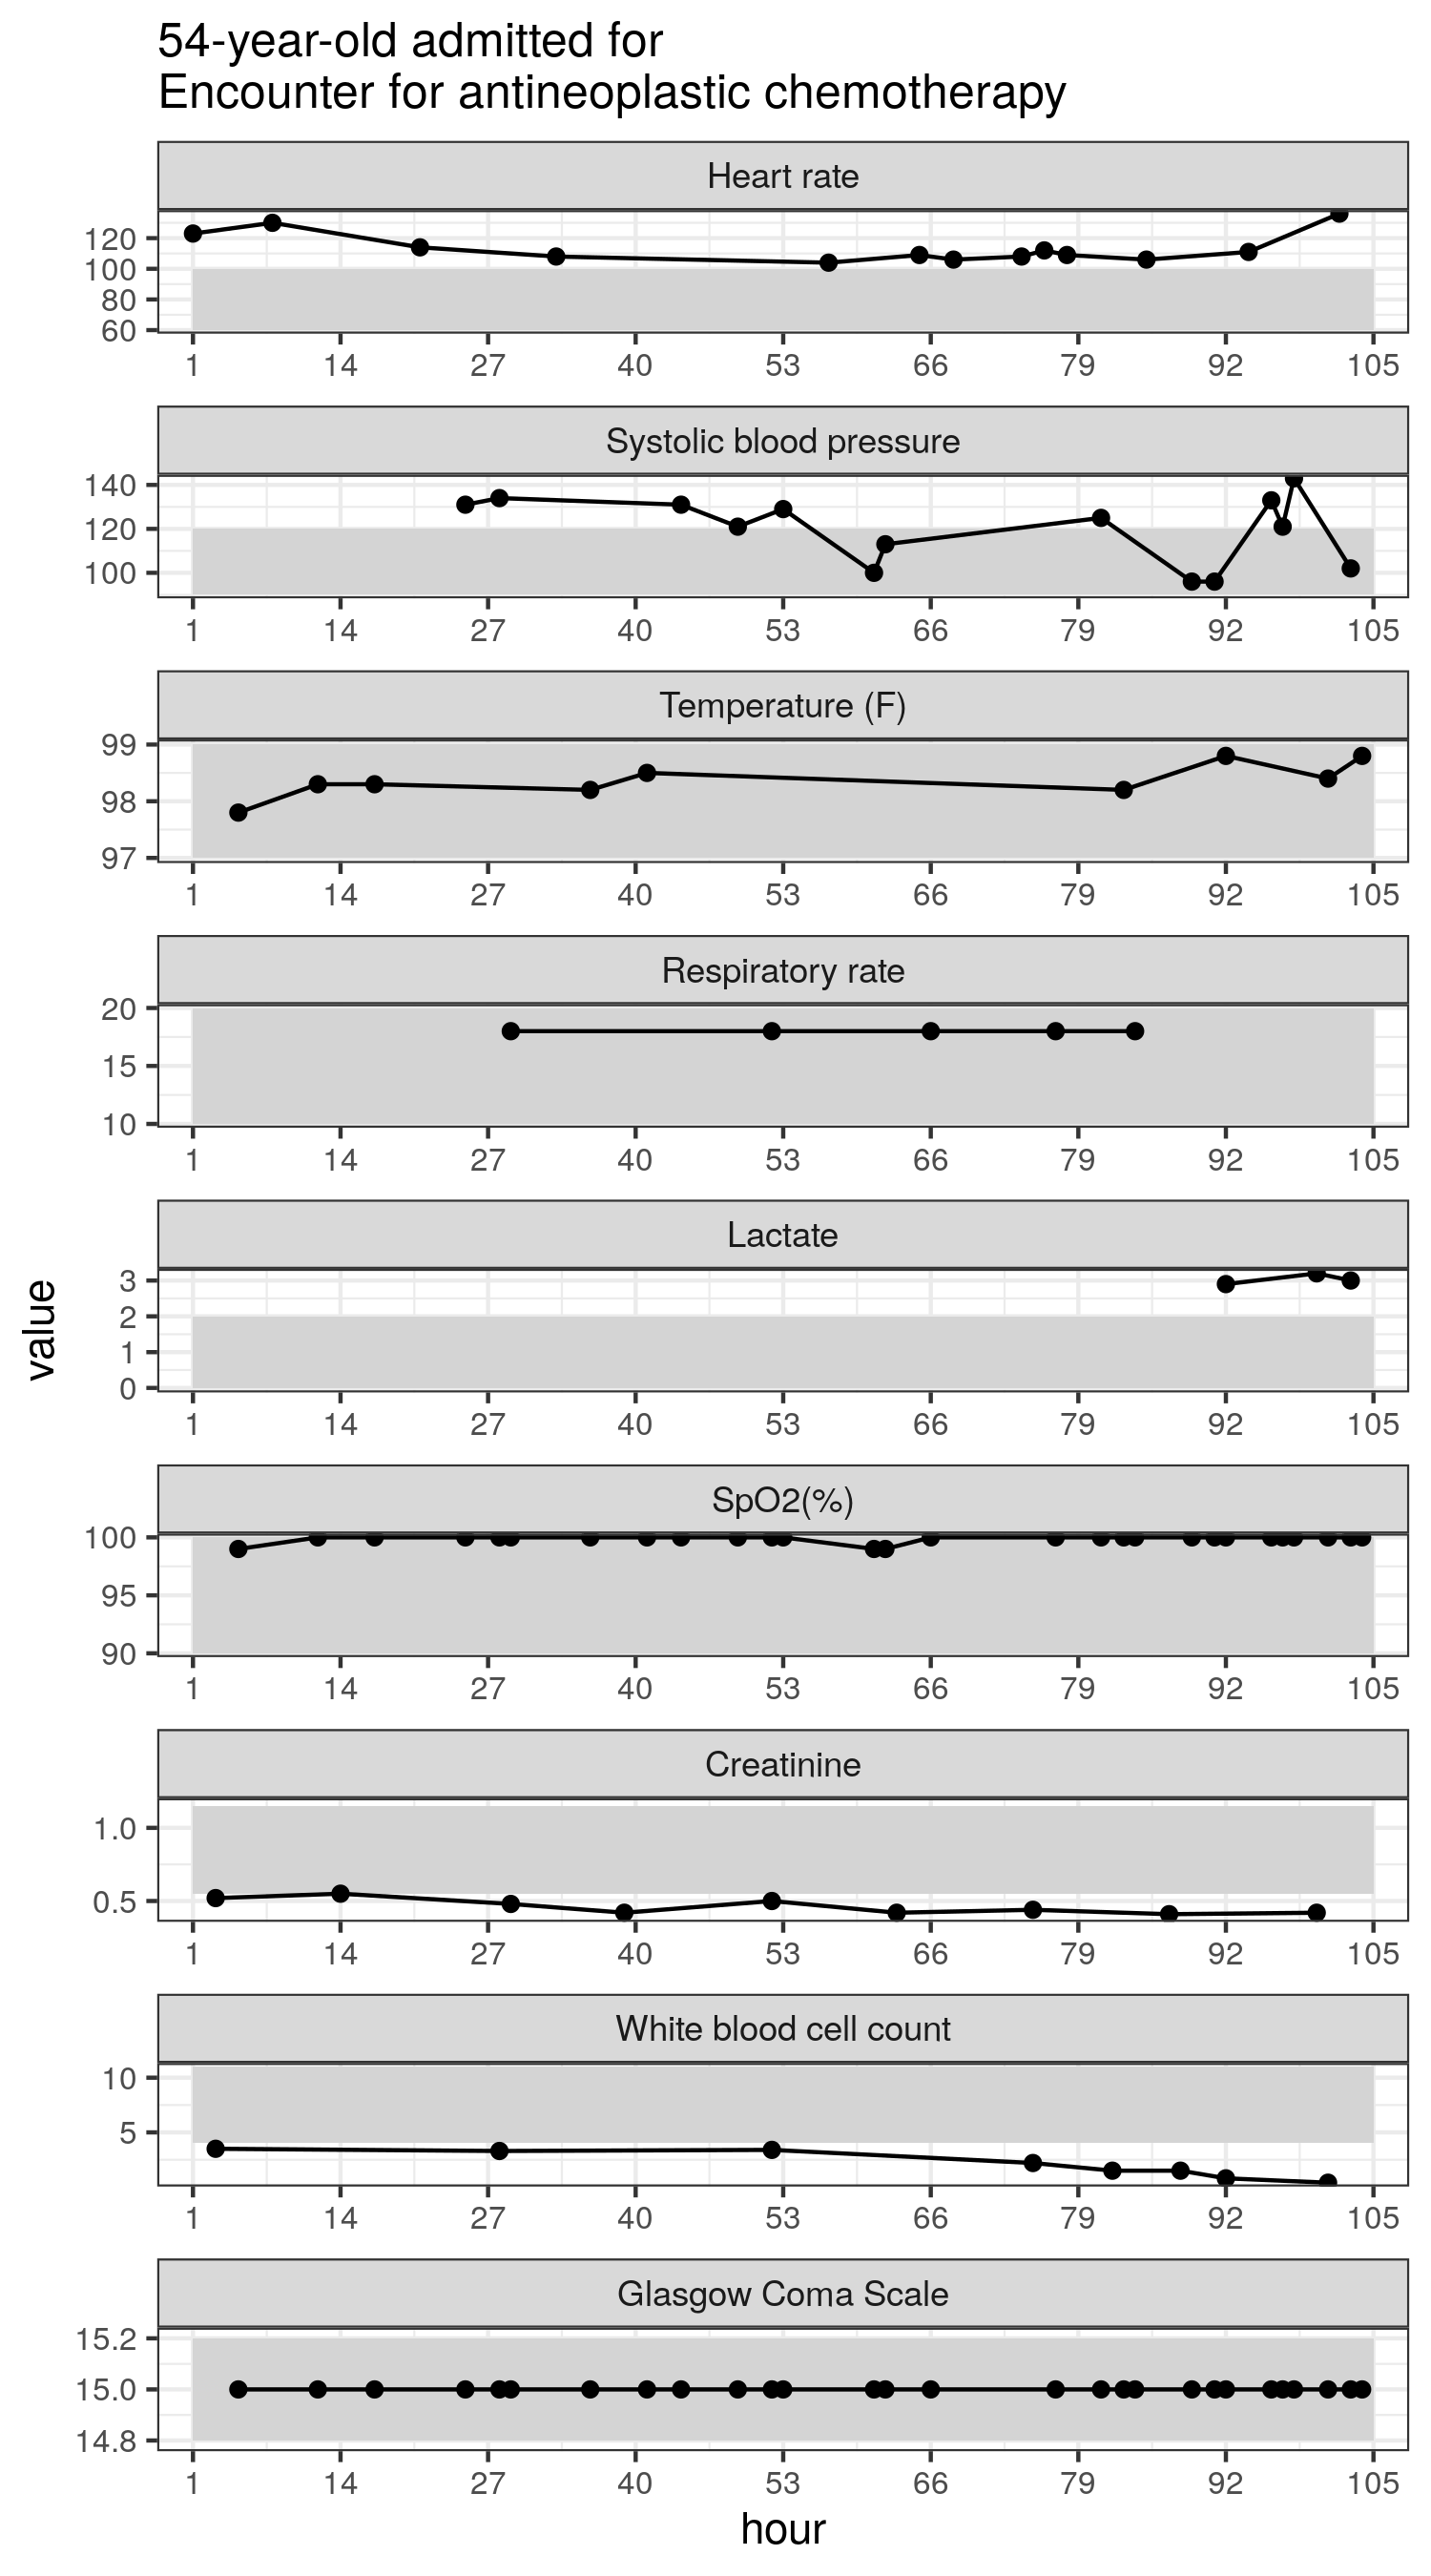 54-year-old admitted for
Encounter for antineoplastic chemotherapy
Heart rate
120
100
80
60
1 14 27 40 53 66 79 92 105
Systolic blood pressure
140
120
100
1 14 27 40 53 66 79 92 105
Temperature (F)
99
98
97
1 14 27 40 53 66 79 92 105
Respiratory rate
20
15
10
1 14 27 40 53 66 79 92 105
Lactate
3
2
1
0
1 14 27 40 53 66 79 92 105
value
SpO2(%)
100
95
90
1 14 27 40 53 66 79 92 105
Creatinine
1.0
0.5
1 14 27 40 53 66 79 92 105
White blood cell count
10
5
1 14 27 40 53 66 79 92 105
Glasgow Coma Scale
15.2
15.0
14.8
1 14 27 40 53 66 79 92 105
hour